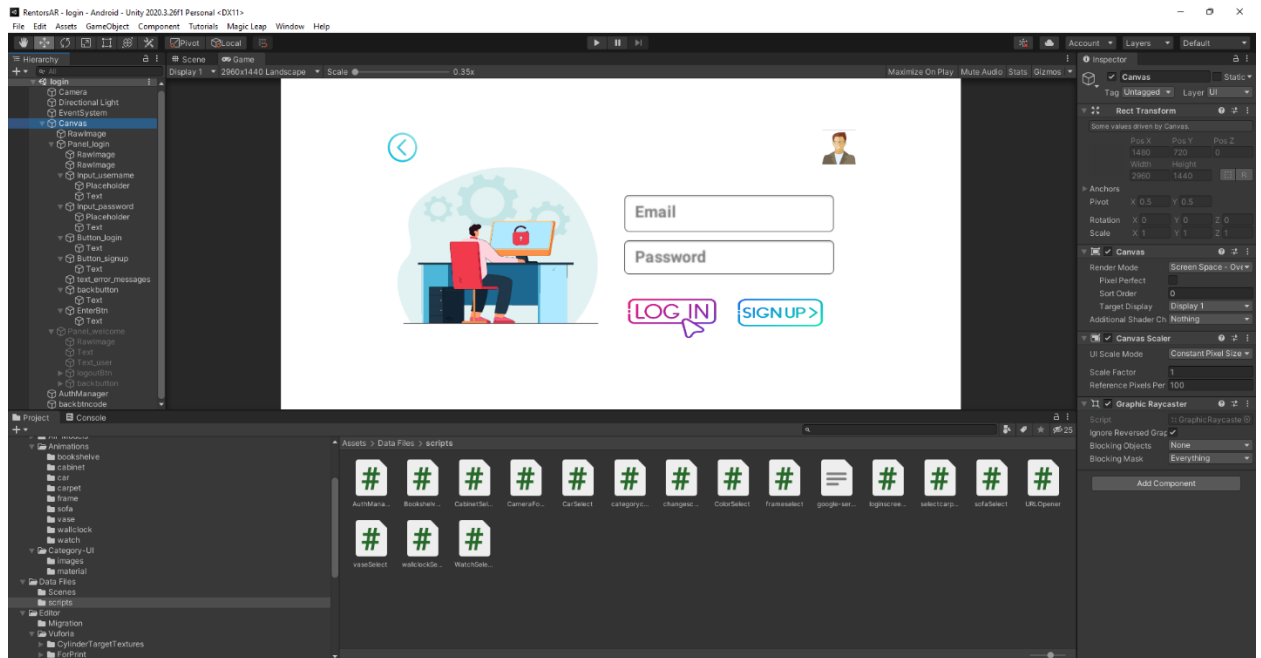 RentorsAR - login - Android - Unity 2020.3.26f1 Personal <DX11>
File Edit Assets GameObject Component Tutorials Magic Leap Window Help
Pivot Local Account Layers Default
Hierarchy
All
login
Camera
Directional Light
EventSystem
Canvas
RawImage
Panel_login
RawImage
RawImage
Input_username
Placeholder
Text
Input_password
Placeholder
Text
Button_login
Text
Button_signup
Text
text_error_messages
backbutton
Text
EnterBtn
Text
Panel_welcome
RawImage
Text
Text_user
logoutBtn
backbutton
AuthManager
backbtncode
Scene Game
Display 1 2960x1440 Landscape Scale 0.35x Maximize On Play Mute Audio Stats Gizmos
Email
Password
LOG IN SIGN UP >
Inspector
Canvas Static
Tag Untagged Layer UI
Rect Transform
Some values driven by Canvas.
Pos X Pos Y Pos Z
1480 720 0
Width Height
2960 1440 R
Anchors
Pivot X 0.5 Y 0.5
Rotation X 0 Y 0 Z 0
Scale X 1 Y 1 Z 1
Canvas
Render Mode Screen Space - Ove
Pixel Perfect
Sort Order 0
Target Display Display 1
Additional Shader Ch Nothing
Canvas Scaler
UI Scale Mode Constant Pixel Size
Scale Factor 1
Reference Pixels Per 100
Graphic Raycaster
Script GraphicRaycaste
Ignore Reversed Grap
Blocking Objects None
Blocking Mask Everything
Add Component
Project Console
25
Animations
bookshelve
cabinet
car
carpet
frame
sofa
vase
wallclock
watch
Category-UI
images
material
Data Files
Scenes
scripts
Editor
Migration
Vuforia
CylinderTargetTextures
ForPrint
Assets > Data Files > scripts
AuthMana... Bookshelv... CabinetSel... CameraFo... CarSelect categoryc... changesc... ColorSelect frameselect google-ser... loginscree... selectcarp... sofaSelect URLOpener
vaseSelect wallclockSe... WatchSele...